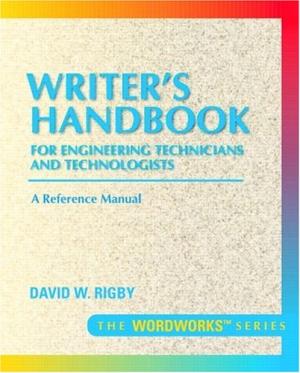 WRITER'S
HANDBOOK
FOR ENGINEERING TECHNICIANS
AND TECHNOLOGISTS
A Reference Manual
DAVID W. RIGBY
THE WORDWORKS™ SERIES